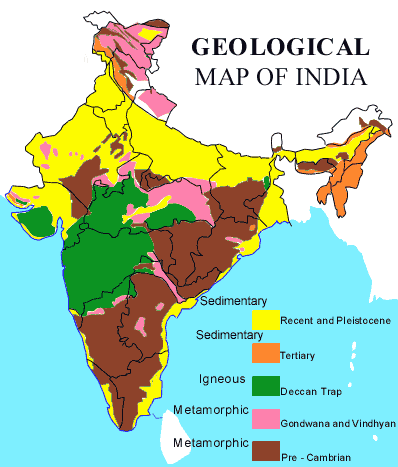 GEOLOGICAL
MAP OF INDIA
Sedimentary
Recent and Pleistocene
Sedimentary
Tertiary
Igneous
Deccan Trap
Metamorphic
Gondwana and Vindhyan
Metamorphic
Pre - Cambrian